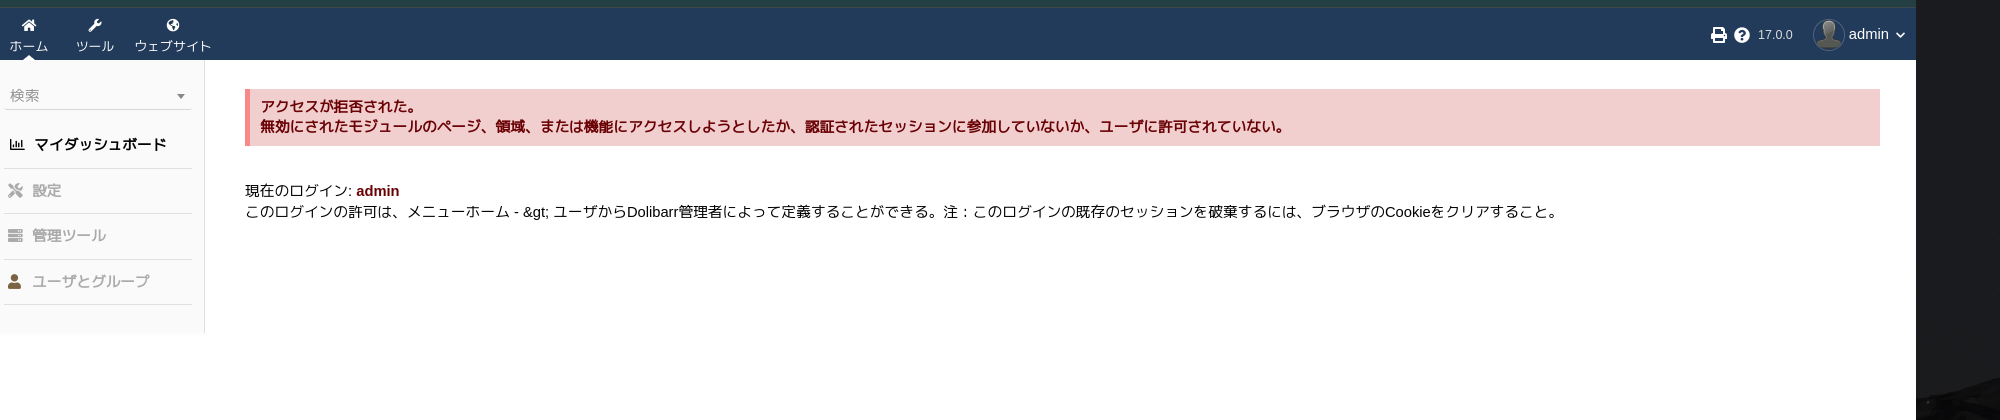 ホーム ツール ウェブサイト 17.0.0 admin
検索
マイダッシュボード
設定
管理ツール
ユーザとグループ
アクセスが拒否された。
無効にされたモジュールのページ、領域、または機能にアクセスしようとしたか、認証されたセッションに参加していないか、ユーザに許可されていない。
現在のログイン: admin
このログインの許可は、メニューホーム - &gt; ユーザからDolibarr管理者によって定義することができる。注：このログインの既存のセッションを破棄するには、ブラウザのCookieをクリアすること。